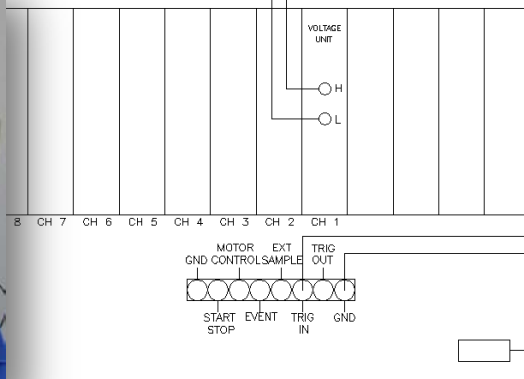 VOLTAGE
UNIT
H
L
8 CH 7 CH 6 CH 5 CH 4 CH 3 CH 2 CH 1
MOTOR EXT TRIG
GND CONTROL SAMPLE OUT
START EVENT TRIG GND
STOP IN